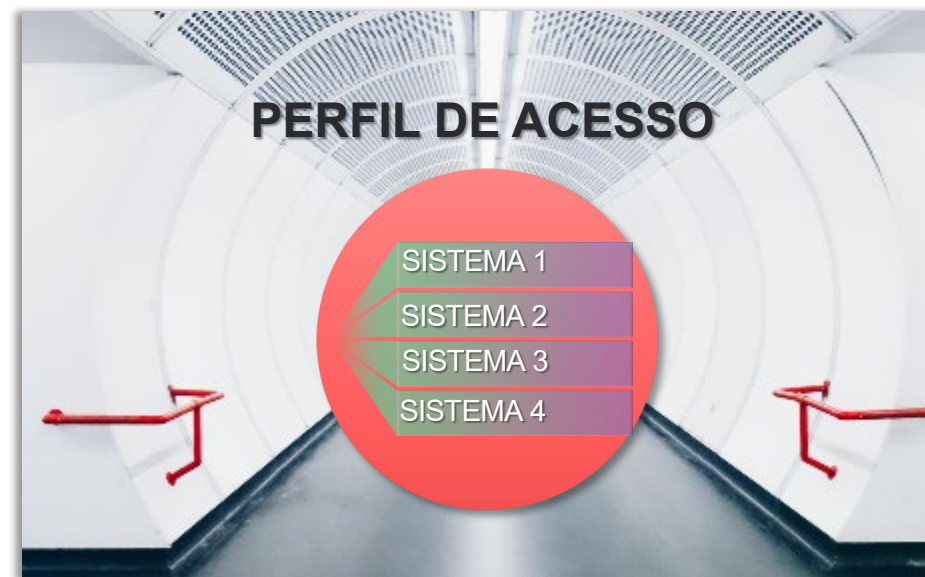 PERFIL DE ACESSO
SISTEMA 1
SISTEMA 2
SISTEMA 3
SISTEMA 4